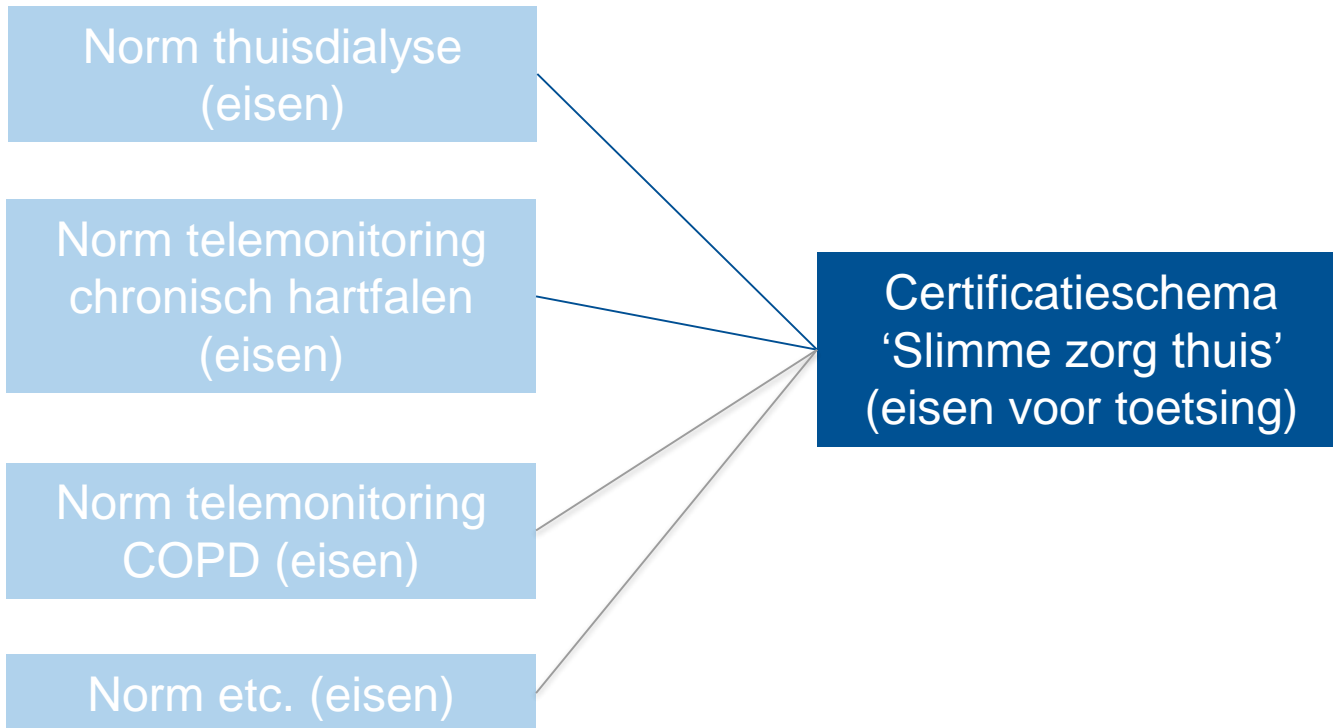 Norm thuisdialyse
(eisen)
Norm telemonitoring
chronisch hartfalen
(eisen)
Norm telemonitoring
COPD (eisen)
Norm etc. (eisen)
Certificatieschema
‘Slimme zorg thuis’
(eisen voor toetsing)